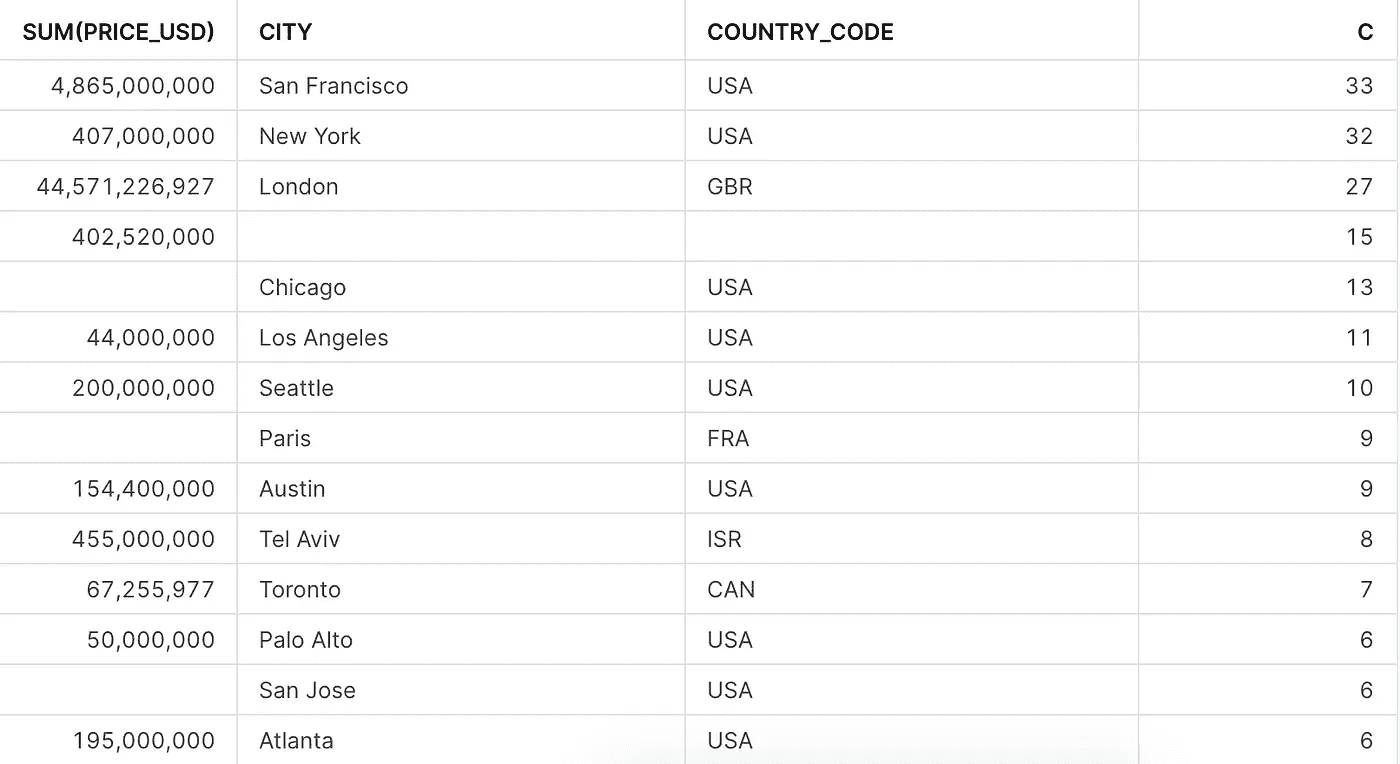 SUM(PRICE_USD) CITY COUNTRY_CODE C
4,865,000,000 San Francisco USA 33
407,000,000 New York USA 32
44,571,226,927 London GBR 27
402,520,000 15
Chicago USA 13
44,000,000 Los Angeles USA 11
200,000,000 Seattle USA 10
Paris FRA 9
154,400,000 Austin USA 9
455,000,000 Tel Aviv ISR 8
67,255,977 Toronto CAN 7
50,000,000 Palo Alto USA 6
San Jose USA 6
195,000,000 Atlanta USA 6